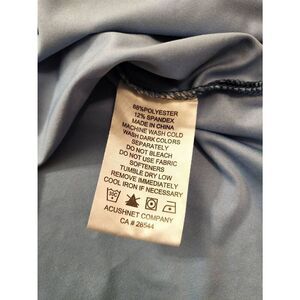 88%POLYESTER
12% SPANDEX
MADE IN CHINA
MACHINE WASH COLD
WASH DARK COLORS
SEPARATELY
DO NOT BLEACH
DO NOT USE FABRIC
SOFTENERS
TUMBLE DRY LOW
REMOVE IMMEDIATELY
COOL IRON IF NECESSARY
ACUSHNET COMPANY
CA # 26544